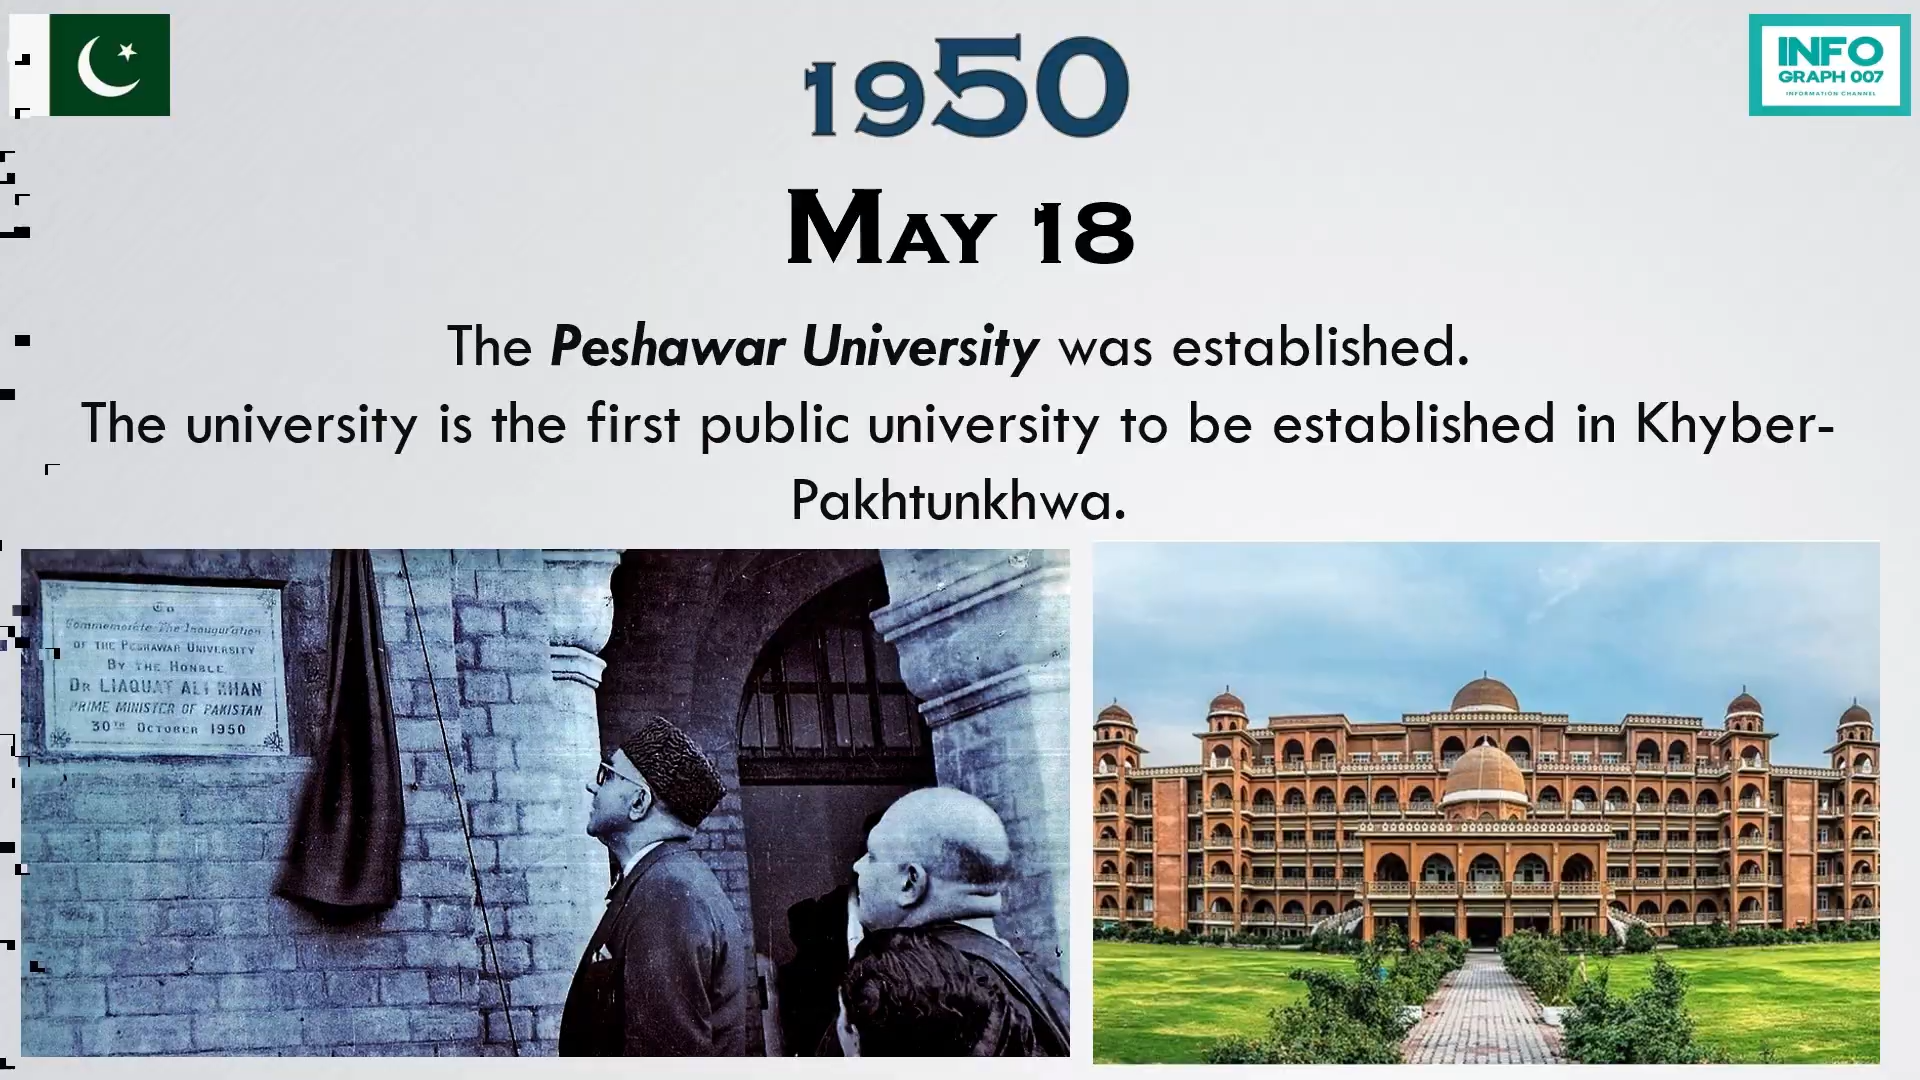 1950
INFO
GRAPH 007
INFORMATION CHANNEL
May 18
The Peshawar University was established.
The university is the first public university to be established in Khyber-
Pakhtunkhwa.
To
Commemorate The Inauguration
OF THE PESHAWAR UNIVERSITY
BY THE HONBLE
DR LIAQUAT ALI KHAN
PRIME MINISTER OF PAKISTAN
30TH OCTOBER 1950